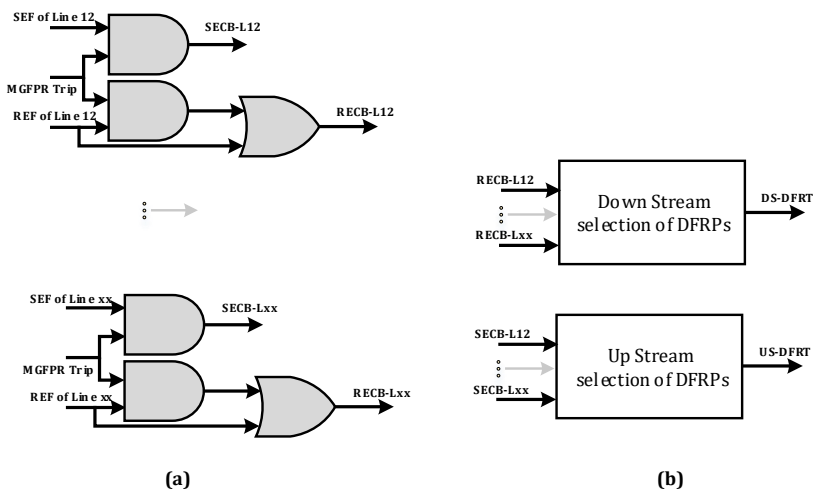 SEF of Line 12
SECB-L12
MGFPR Trip
REF of Line 12
RECB-L12
SEF of Line xx
SECB-Lxx
MGFPR Trip
REF of Line xx
RECB-Lxx
(a)
RECB-L12
RECB-Lxx
Down Stream
selection of DFRPs
DS-DFRT
SECB-L12
SECB-Lxx
Up Stream
selection of DFRPs
US-DFRT
(b)